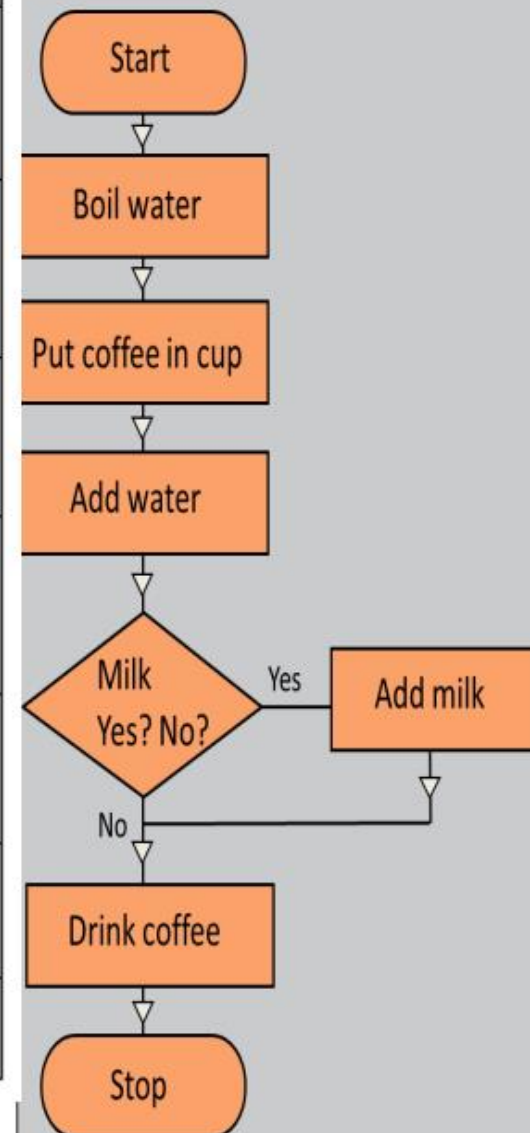 Start
Boil water
Put coffee in cup
Add water
Milk
Yes? No?
Yes
Add milk
No
Drink coffee
Stop